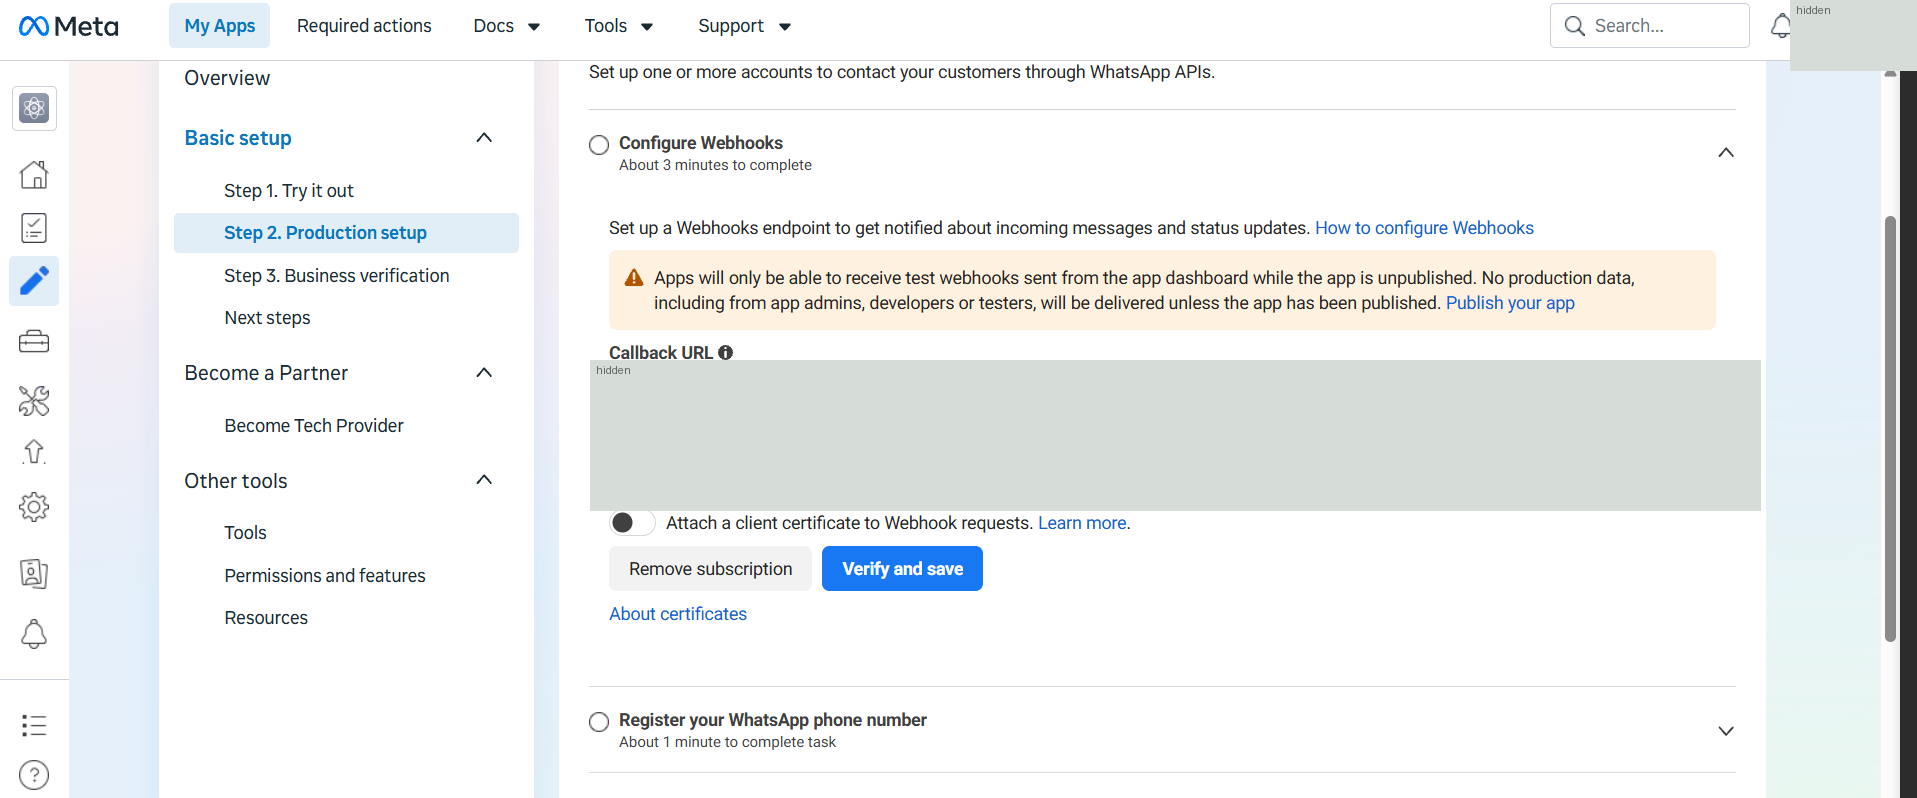 Meta
My Apps
Required actions
Docs
Tools
Support
Search...
hidden
Overview
Basic setup
Step 1. Try it out
Step 2. Production setup
Step 3. Business verification
Next steps
Become a Partner
Become Tech Provider
Other tools
Tools
Permissions and features
Resources
Set up one or more accounts to contact your customers through WhatsApp APIs.
Configure Webhooks
About 3 minutes to complete
Set up a Webhooks endpoint to get notified about incoming messages and status updates. How to configure Webhooks
Apps will only be able to receive test webhooks sent from the app dashboard while the app is unpublished. No production data,
including from app admins, developers or testers, will be delivered unless the app has been published. Publish your app
Callback URL
hidden
Attach a client certificate to Webhook requests. Learn more.
Remove subscription
Verify and save
About certificates
Register your WhatsApp phone number
About 1 minute to complete task